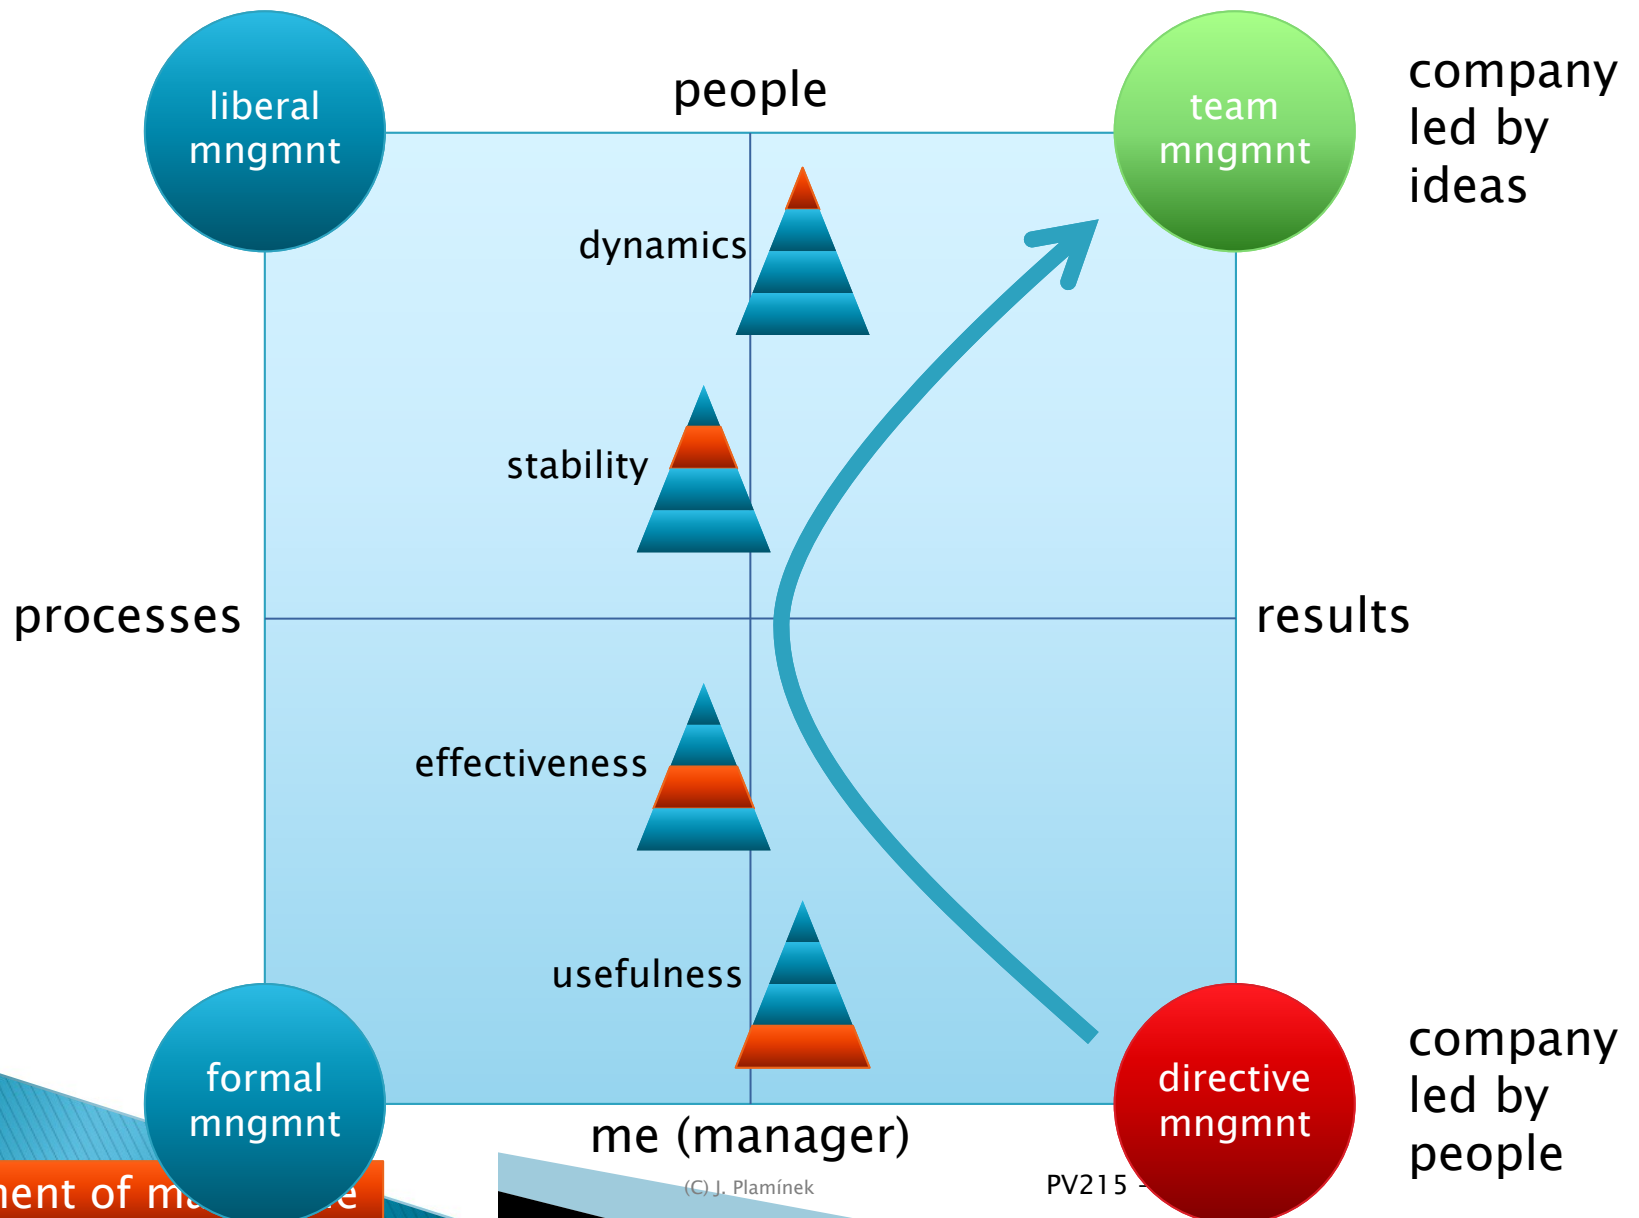 liberal
mngmnt
people
team
mngmnt
company
led by
ideas
dynamics
stability
processes
results
effectiveness
usefulness
formal
mngmnt
me (manager)
directive
mngmnt
company
led by
people
of
(C) J. Plamínek
PV215 -